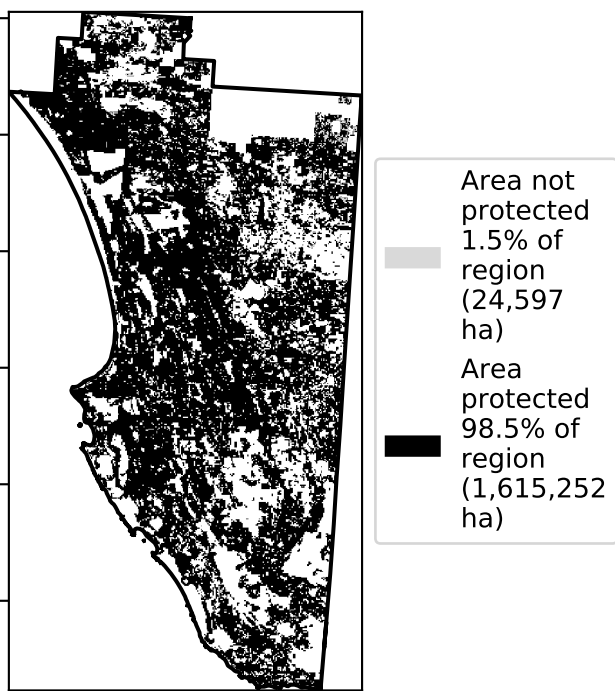 Area not
protected
1.5% of
region
(24,597
ha)
Area
protected
98.5% of
region
(1,615,252
ha)